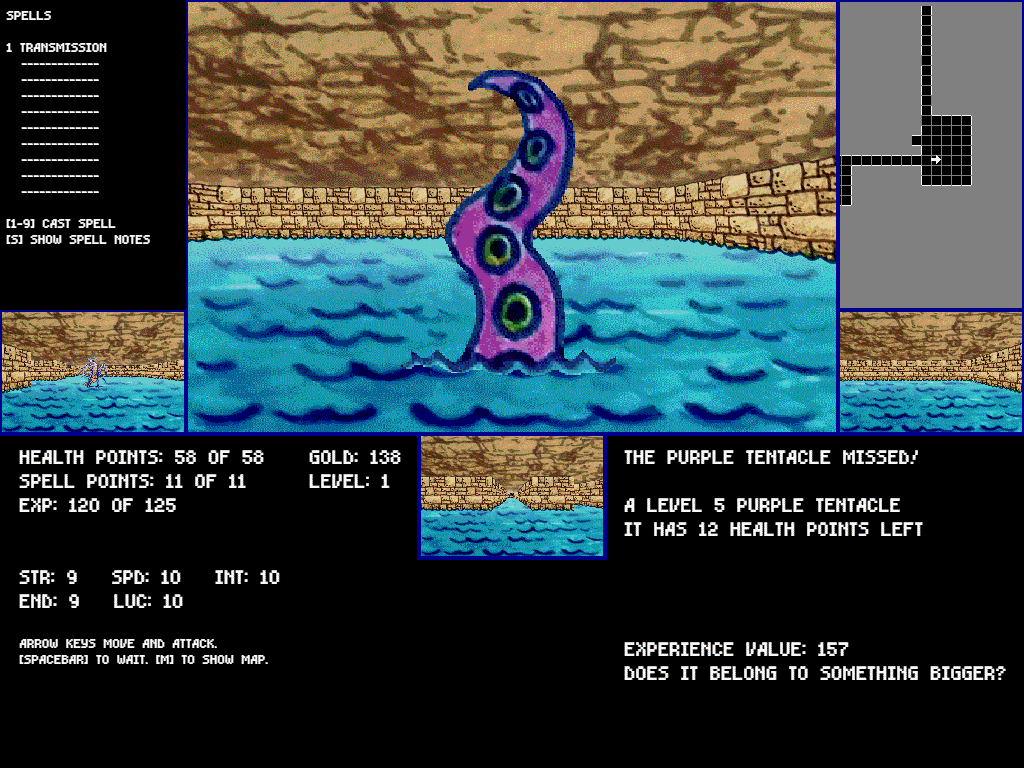 SPELLS
1 TRANSMISSION
-------------
-------------
-------------
-------------
-------------
-------------
-------------
-------------
-------------
[1-9] CAST SPELL
[S] SHOW SPELL NOTES
HEALTH POINTS: 58 OF 58 GOLD: 138
SPELL POINTS: 11 OF 11 LEVEL: 1
EXP: 120 OF 125
STR: 9 SPD: 10 INT: 10
END: 9 LUC: 10
ARROW KEYS MOVE AND ATTACK.
[SPACEBAR] TO WAIT. [M] TO SHOW MAP.
THE PURPLE TENTACLE MISSED!
A LEVEL 5 PURPLE TENTACLE
IT HAS 12 HEALTH POINTS LEFT
EXPERIENCE VALUE: 157
DOES IT BELONG TO SOMETHING BIGGER?